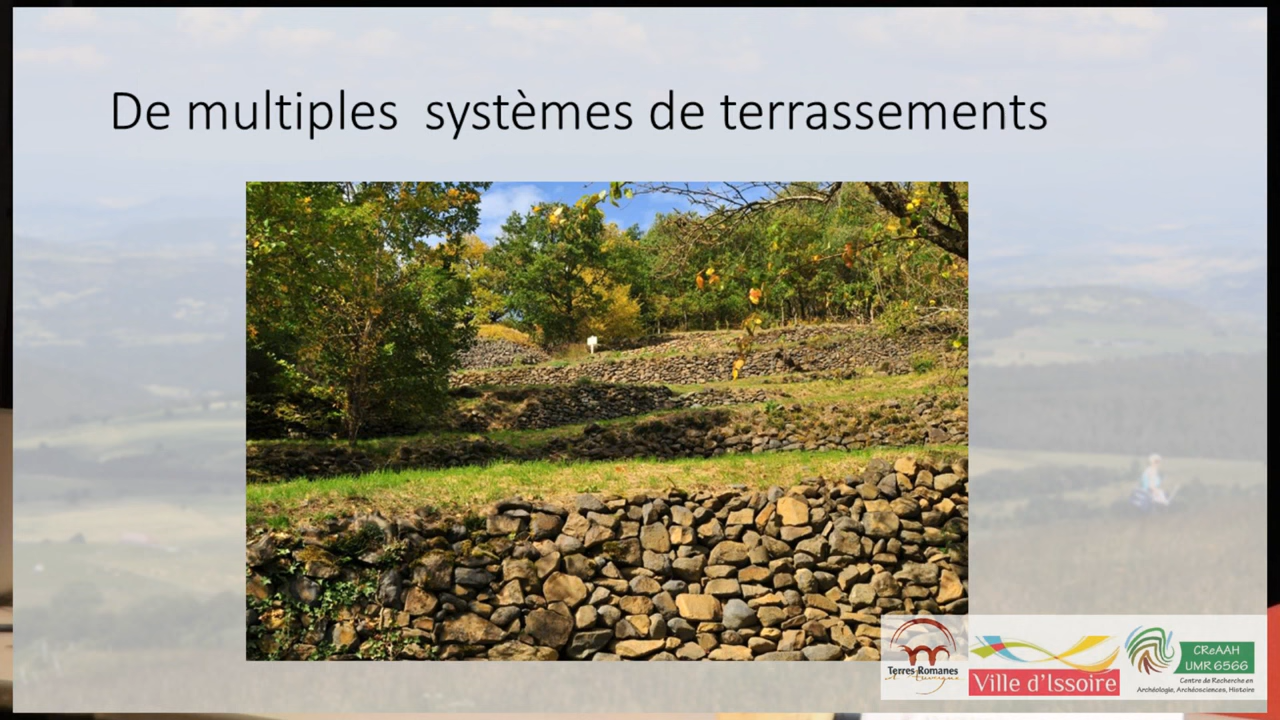 De multiples  systèmes de terrassements
Terres Romanes
d'Auvergne
Ville d'Issoire
CReAAH
UMR 6566
Centre de Recherche en
Archéologie, Archéosciences, Histoire